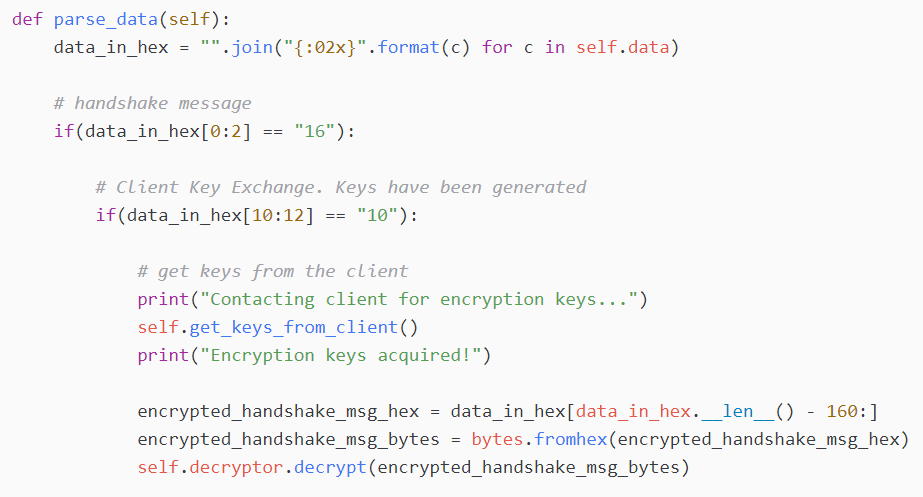 def parse_data(self):
    data_in_hex = "".join("{:02x}".format(c) for c in self.data)

    # handshake message
    if(data_in_hex[0:2] == "16"):

        # Client Key Exchange. Keys have been generated
        if(data_in_hex[10:12] == "10"):

            # get keys from the client
            print("Contacting client for encryption keys...")
            self.get_keys_from_client()
            print("Encryption keys acquired!")

            encrypted_handshake_msg_hex = data_in_hex[data_in_hex.__len__() - 160:]
            encrypted_handshake_msg_bytes = bytes.fromhex(encrypted_handshake_msg_hex)
            self.decryptor.decrypt(encrypted_handshake_msg_bytes)